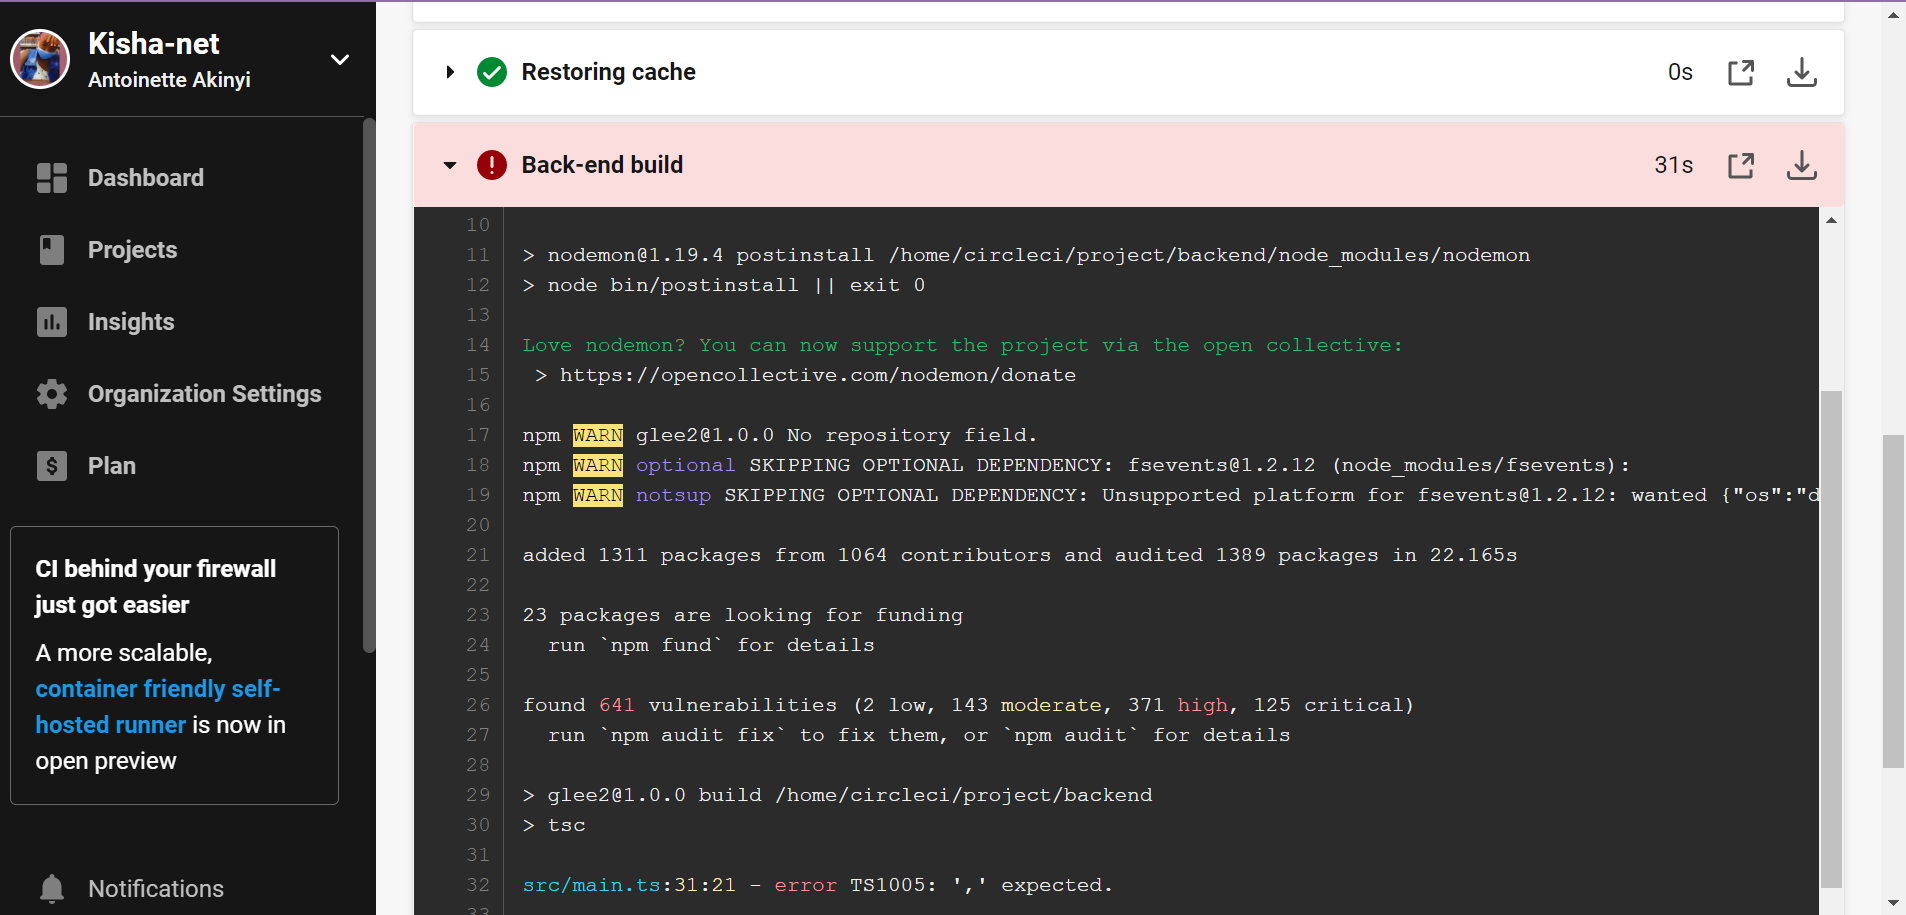 Kisha-net
Antoinette Akinyi
Dashboard
Projects
Insights
Organization Settings
Plan
CI behind your firewall
just got easier
A more scalable,
container friendly self-
hosted runner is now in
open preview
Notifications
Restoring cache
0s
Back-end build
31s
10
11 > nodemon@1.19.4 postinstall /home/circleci/project/backend/node_modules/nodemon
12 > node bin/postinstall || exit 0
13
14 Love nodemon? You can now support the project via the open collective:
15 > https://opencollective.com/nodemon/donate
16
17 npm WARN glee2@1.0.0 No repository field.
18 npm WARN optional SKIPPING OPTIONAL DEPENDENCY: fsevents@1.2.12 (node_modules/fsevents):
19 npm WARN notsup SKIPPING OPTIONAL DEPENDENCY: Unsupported platform for fsevents@1.2.12: wanted {"os":"d
20
21 added 1311 packages from 1064 contributors and audited 1389 packages in 22.165s
22
23 23 packages are looking for funding
24 run `npm fund` for details
25
26 found 641 vulnerabilities (2 low, 143 moderate, 371 high, 125 critical)
27 run `npm audit fix` to fix them, or `npm audit` for details
28
29 > glee2@1.0.0 build /home/circleci/project/backend
30 > tsc
31
32 src/main.ts:31:21 - error TS1005: ',' expected.
33